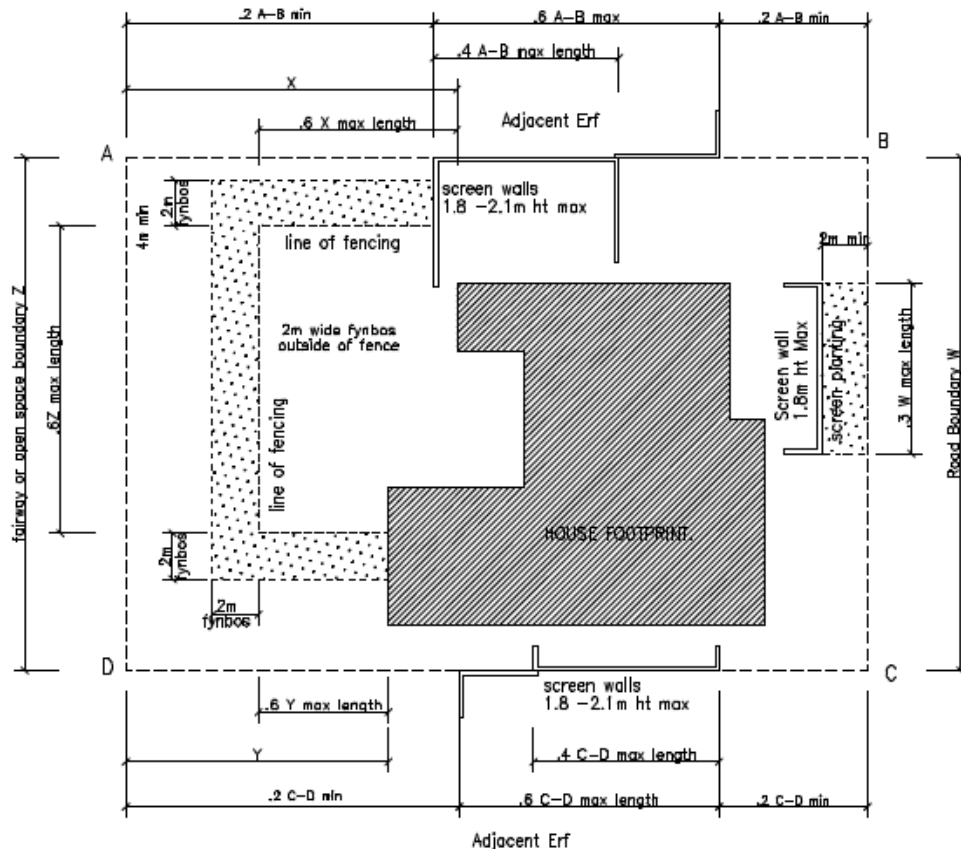 .2 A-B min
.6 A-B max
.2 A-B min
.4 A-B max length
X
.6 X max length
Adjacent Erf
A
B
2m
fynbos
4m min
screen walls
1.8 -2.1m ht max
line of fencing
2m min
fairway or open space boundary Z
.6Z max length
2m wide fynbos
outside of fence
Screen wall
1.8m ht Max
screen planting
.3 W max length
Road Boundary W
line of fencing
HOUSE FOOTPRINT.
2m
fynbos
2m
fynbos
D
C
screen walls
1.8 -2.1m ht max
.6 Y max length
Y
.4 C-D max length
.2 C-D min
.6 C-D max length
.2 C-D min
Adjacent Erf